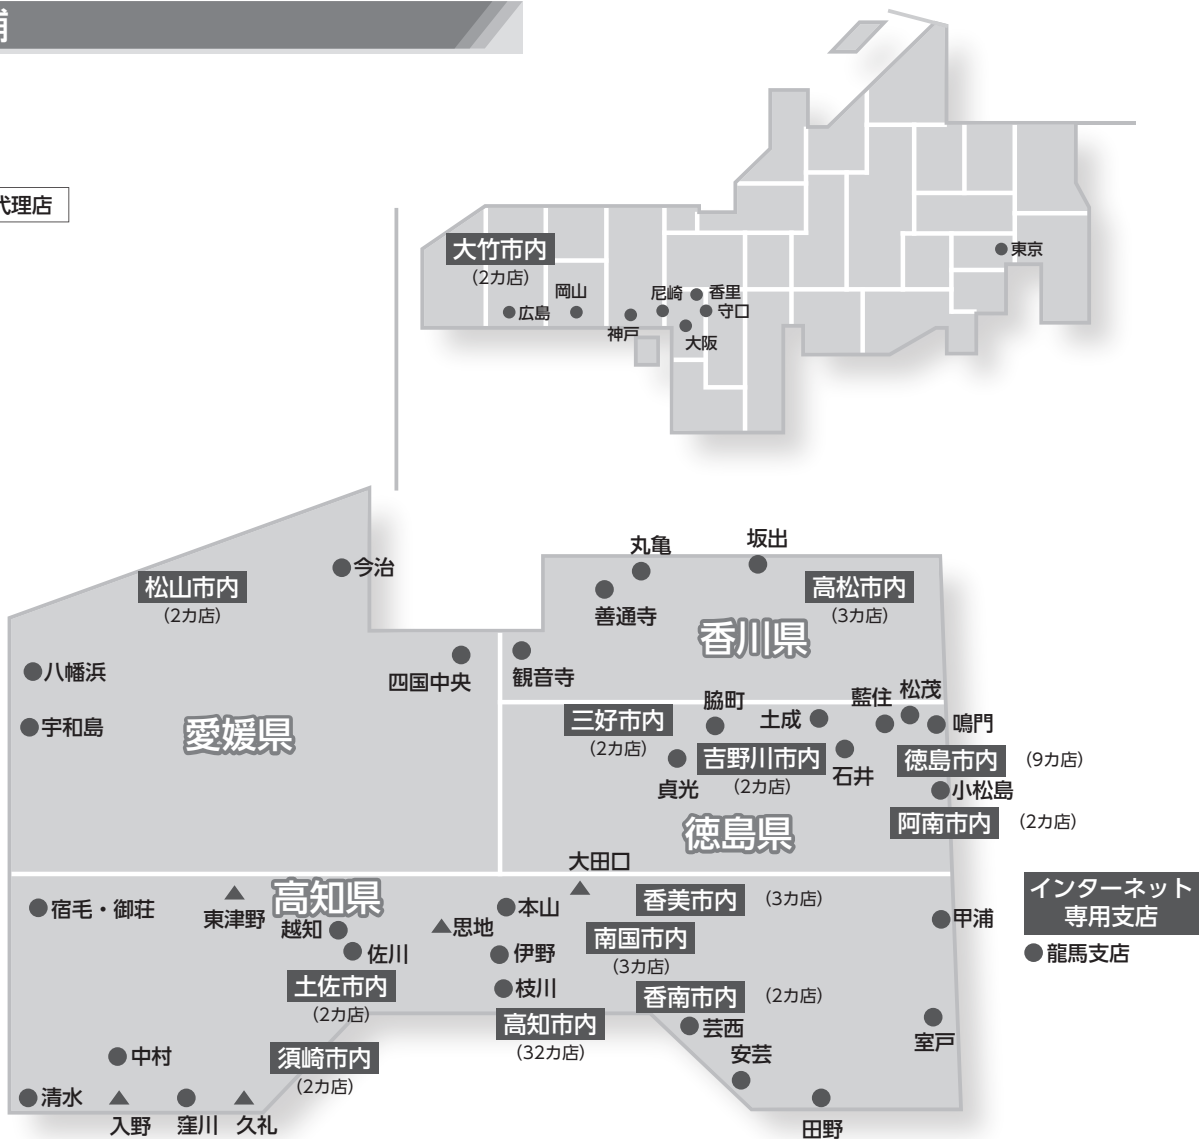 代理店
大竹市内
(2カ店)
広島
岡山
神戸
尼崎
香里
守口
大阪
東京
今治
松山市内
(2カ店)
八幡浜
宇和島
四国中央
愛媛県
丸亀
坂出
善通寺
高松市内
(3カ店)
香川県
観音寺
三好市内
(2カ店)
脇町
土成
藍住
松茂
鳴門
貞光
吉野川市内
(2カ店)
石井
徳島市内
(9カ店)
小松島
阿南市内
(2カ店)
徳島県
大田口
高知県
宿毛・御荘
東津野
越知
佐川
思地
本山
伊野
枝川
香美市内
(3カ店)
南国市内
(3カ店)
香南市内
(2カ店)
土佐市内
(2カ店)
高知市内
(32カ店)
須崎市内
(2カ店)
中村
清水
入野
窪川
久礼
芸西
安芸
田野
室戸
甲浦
インターネット
専用支店
龍馬支店